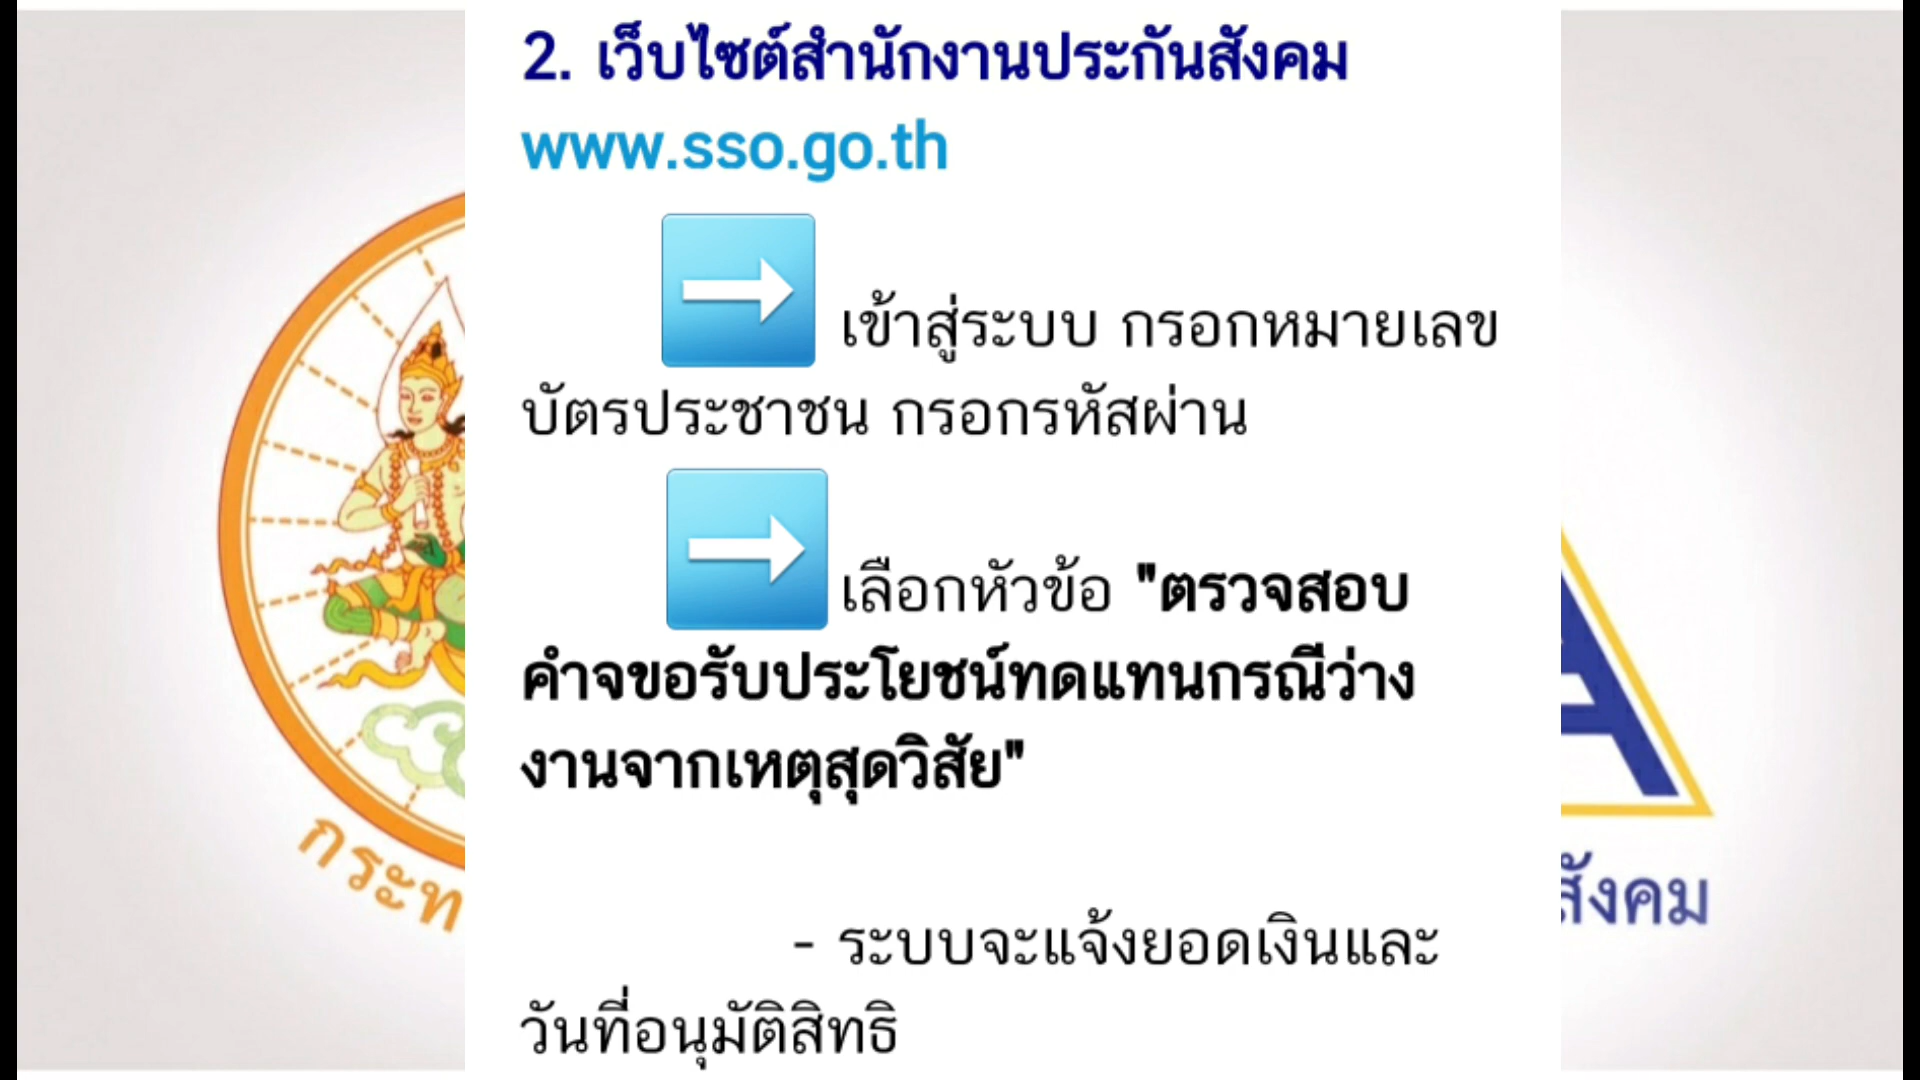 2. เว็บไซต์สำนักงานประกันสังคม
www.sso.go.th
เข้าสู่ระบบ กรอกหมายเลข
บัตรประชาชน กรอกรหัสผ่าน
เลือกหัวข้อ "ตรวจสอบ
คำจขอรับประโยชน์ทดแทนกรณีว่าง
งานจากเหตุสุดวิสัย"
- ระบบจะแจ้งยอดเงินและ
วันที่อนุมัติสิทธิ
กระท
สังคม